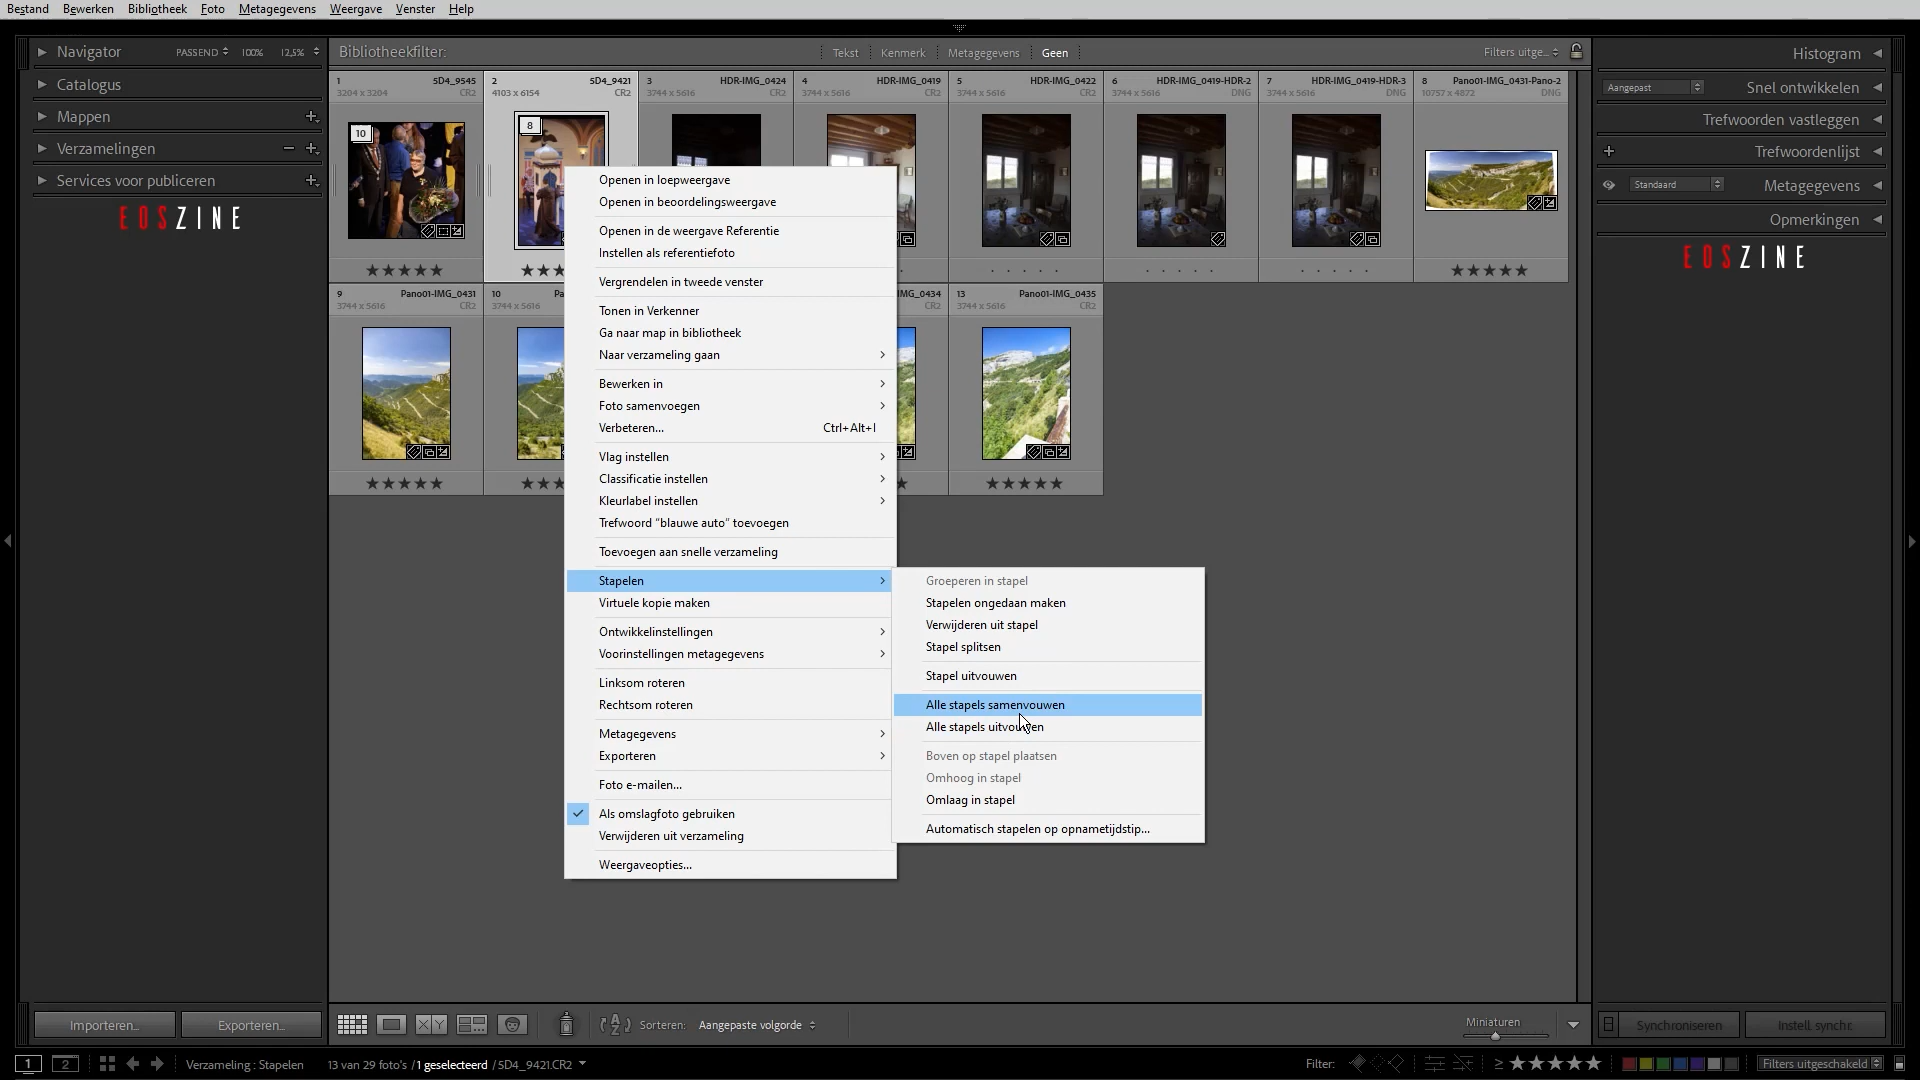 Bestand Bewerken Bibliotheek Foto Metagegevens Weergave Venster Help
Navigator PASSEND 100% 12,5%
Catalogus
Mappen
Verzamelingen
Services voor publiceren
EOSZINE
Bibliotheekfilter: Tekst Kenmerk Metagegevens Geen Filters uitge...
1 5D4_9545
3204 x 3204 CR2
10
2 5D4_9421
4103 x 6154 CR2
8
3 HDR-IMG_0424
3744 x 5616 CR2
4 HDR-IMG_0419
3744 x 5616 CR2
5 HDR-IMG_0422
3744 x 5616 CR2
6 HDR-IMG_0419-HDR-2
3744 x 5616 DNG
7 HDR-IMG_0419-HDR-3
3744 x 5616 DNG
8 Pano01-IMG_0431-Pano-2
10757 x 4872 DNG
9 Pano01-IMG_0431
3744 x 5616 CR2
10 Pa
3744 x 5616
IMG_0434
CR2
13 Pano01-IMG_0435
3744 x 5616 CR2
Openen in loepweergave
Openen in beoordelingsweergave
Openen in de weergave Referentie
Instellen als referentiefoto
Vergrendelen in tweede venster
Tonen in Verkenner
Ga naar map in bibliotheek
Naar verzameling gaan
Bewerken in
Foto samenvoegen
Verbeteren... Ctrl+Alt+I
Vlag instellen
Classificatie instellen
Kleurlabel instellen
Trefwoord "blauwe auto" toevoegen
Toevoegen aan snelle verzameling
Stapelen
Virtuele kopie maken
Ontwikkelinstellingen
Voorinstellingen metagegevens
Linksom roteren
Rechtsom roteren
Metagegevens
Exporteren
Foto e-mailen...
Als omslagfoto gebruiken
Verwijderen uit verzameling
Weergaveopties...
Groeperen in stapel
Stapelen ongedaan maken
Verwijderen uit stapel
Stapel splitsen
Stapel uitvouwen
Alle stapels samenvouwen
Alle stapels uitvouwen
Boven op stapel plaatsen
Omhoog in stapel
Omlaag in stapel
Automatisch stapelen op opnametijdstip...
Histogram
Aangepast Snel ontwikkelen
Trefwoorden vastleggen
Trefwoordenlijst
Standaard Metagegevens
Opmerkingen
EOSZINE
Importeren... Exporteren...
XY
Sorteren: Aangepaste volgorde
Miniaturen
Synchroniseren Instell synchr.
1 2 Verzameling : Stapelen 13 van 29 foto's / 1 geselecteerd / 5D4_9421.CR2
Filter: ≥ ★★★★★ Filters uitgeschakeld